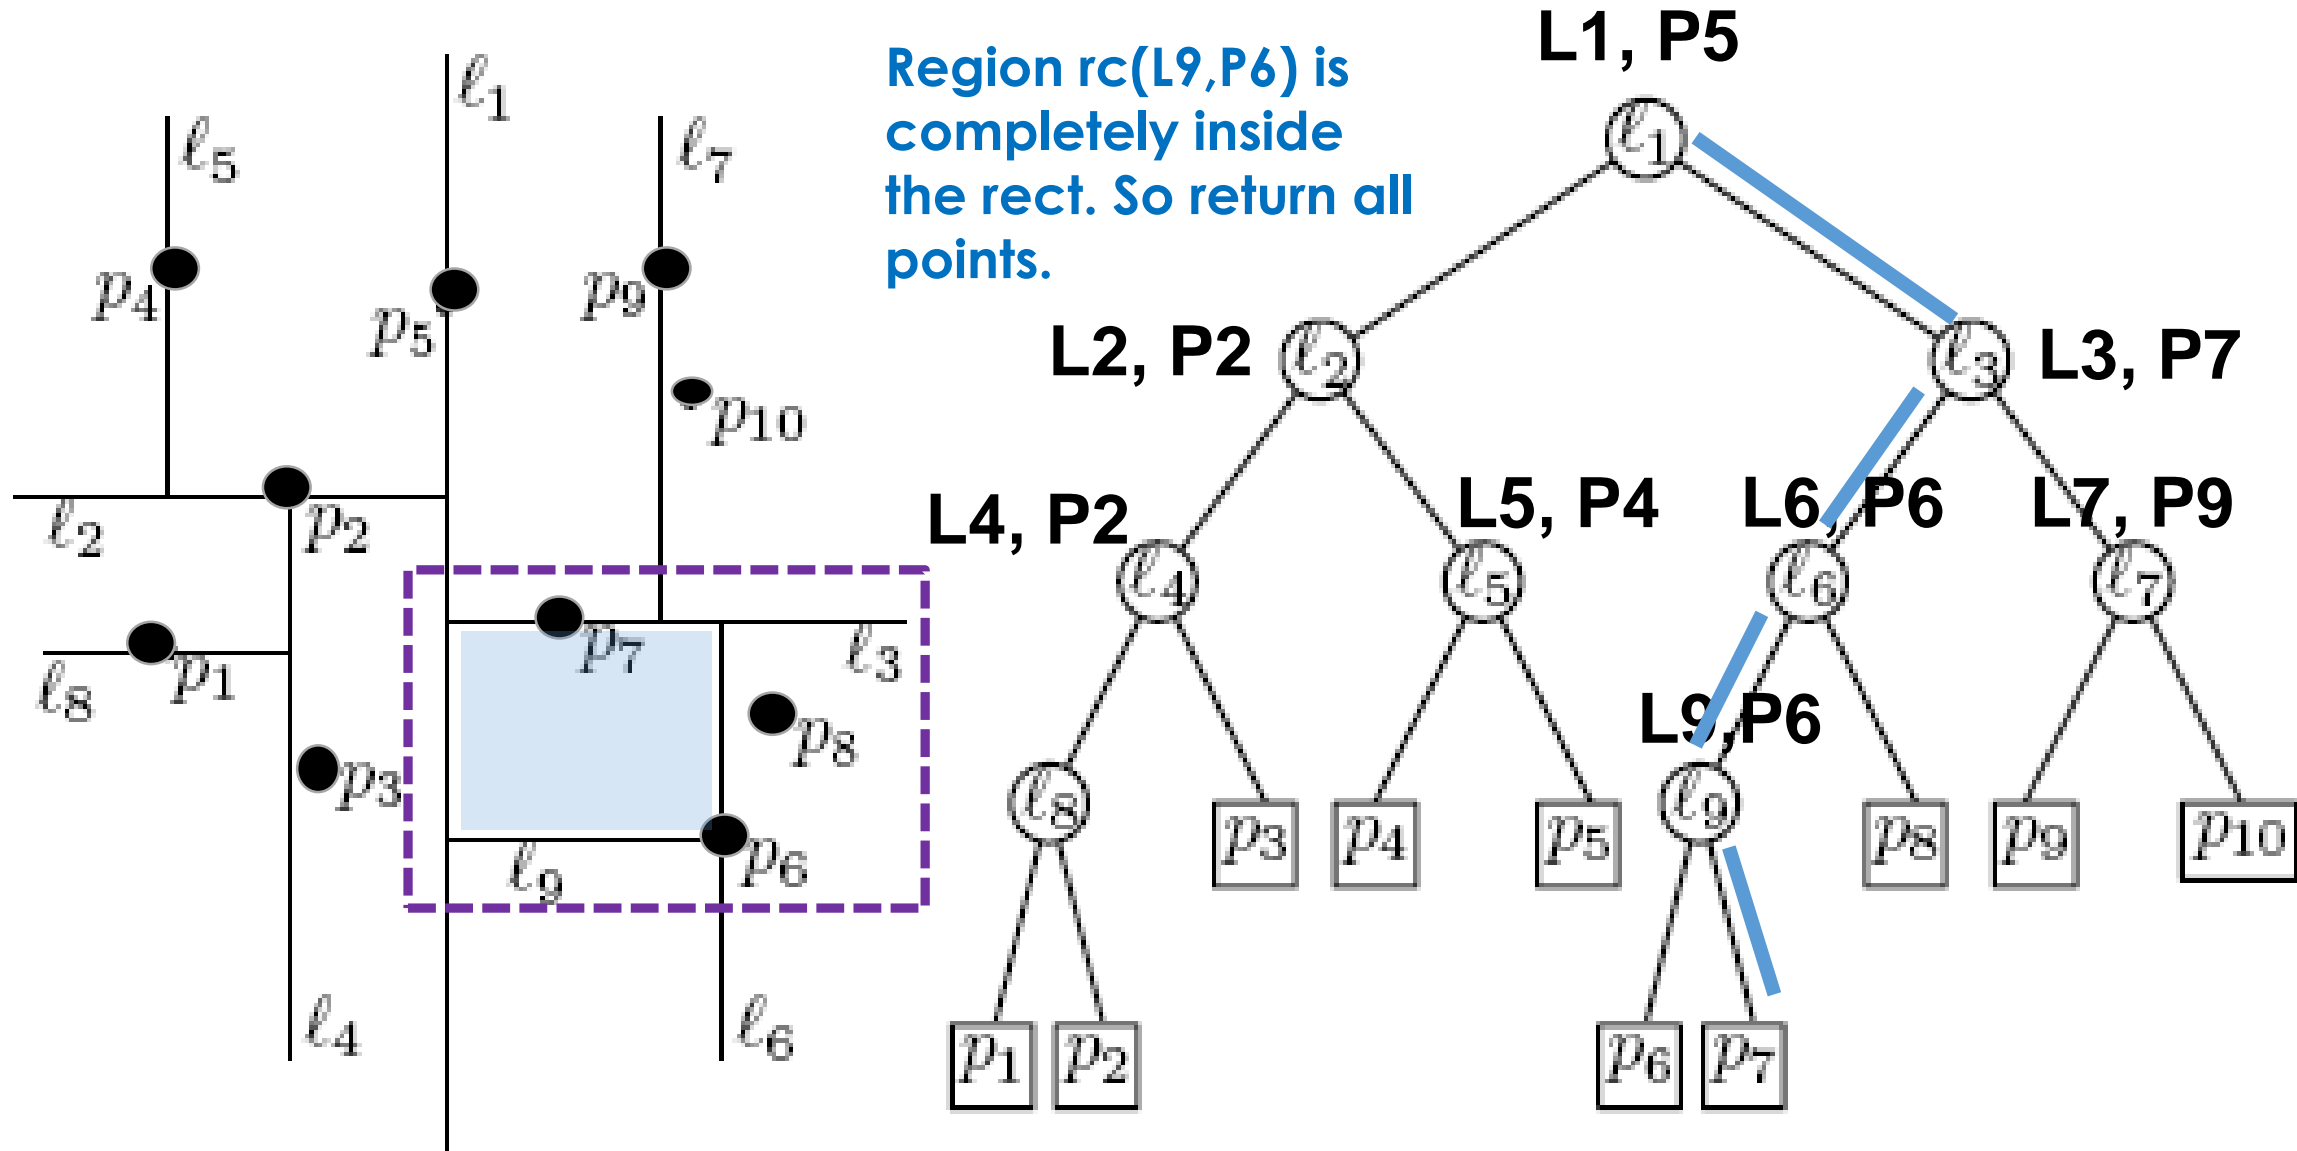 ℓ1
ℓ5
ℓ7
p4
p5
p9
p10
ℓ2
p2
p7
ℓ3
ℓ8
p1
p8
p3
p6
ℓ9
ℓ4
ℓ6
Region rc(L9,P6) is
completely inside
the rect. So return all
points.
L1, P5
ℓ1
L2, P2
ℓ2
ℓ3
L3, P7
L4, P2
L5, P4
L6, P6
L7, P9
ℓ4
ℓ5
ℓ6
ℓ7
L9,P6
ℓ8
p3
p4
p5
ℓ9
p8
p9
p10
p1
p2
p6
p7